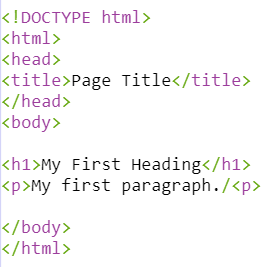 <!DOCTYPE html>
<html>
<head>
<title>Page Title</title>
</head>
<body>
<h1>My First Heading</h1>
<p>My first paragraph./<p>
</body>
</html>